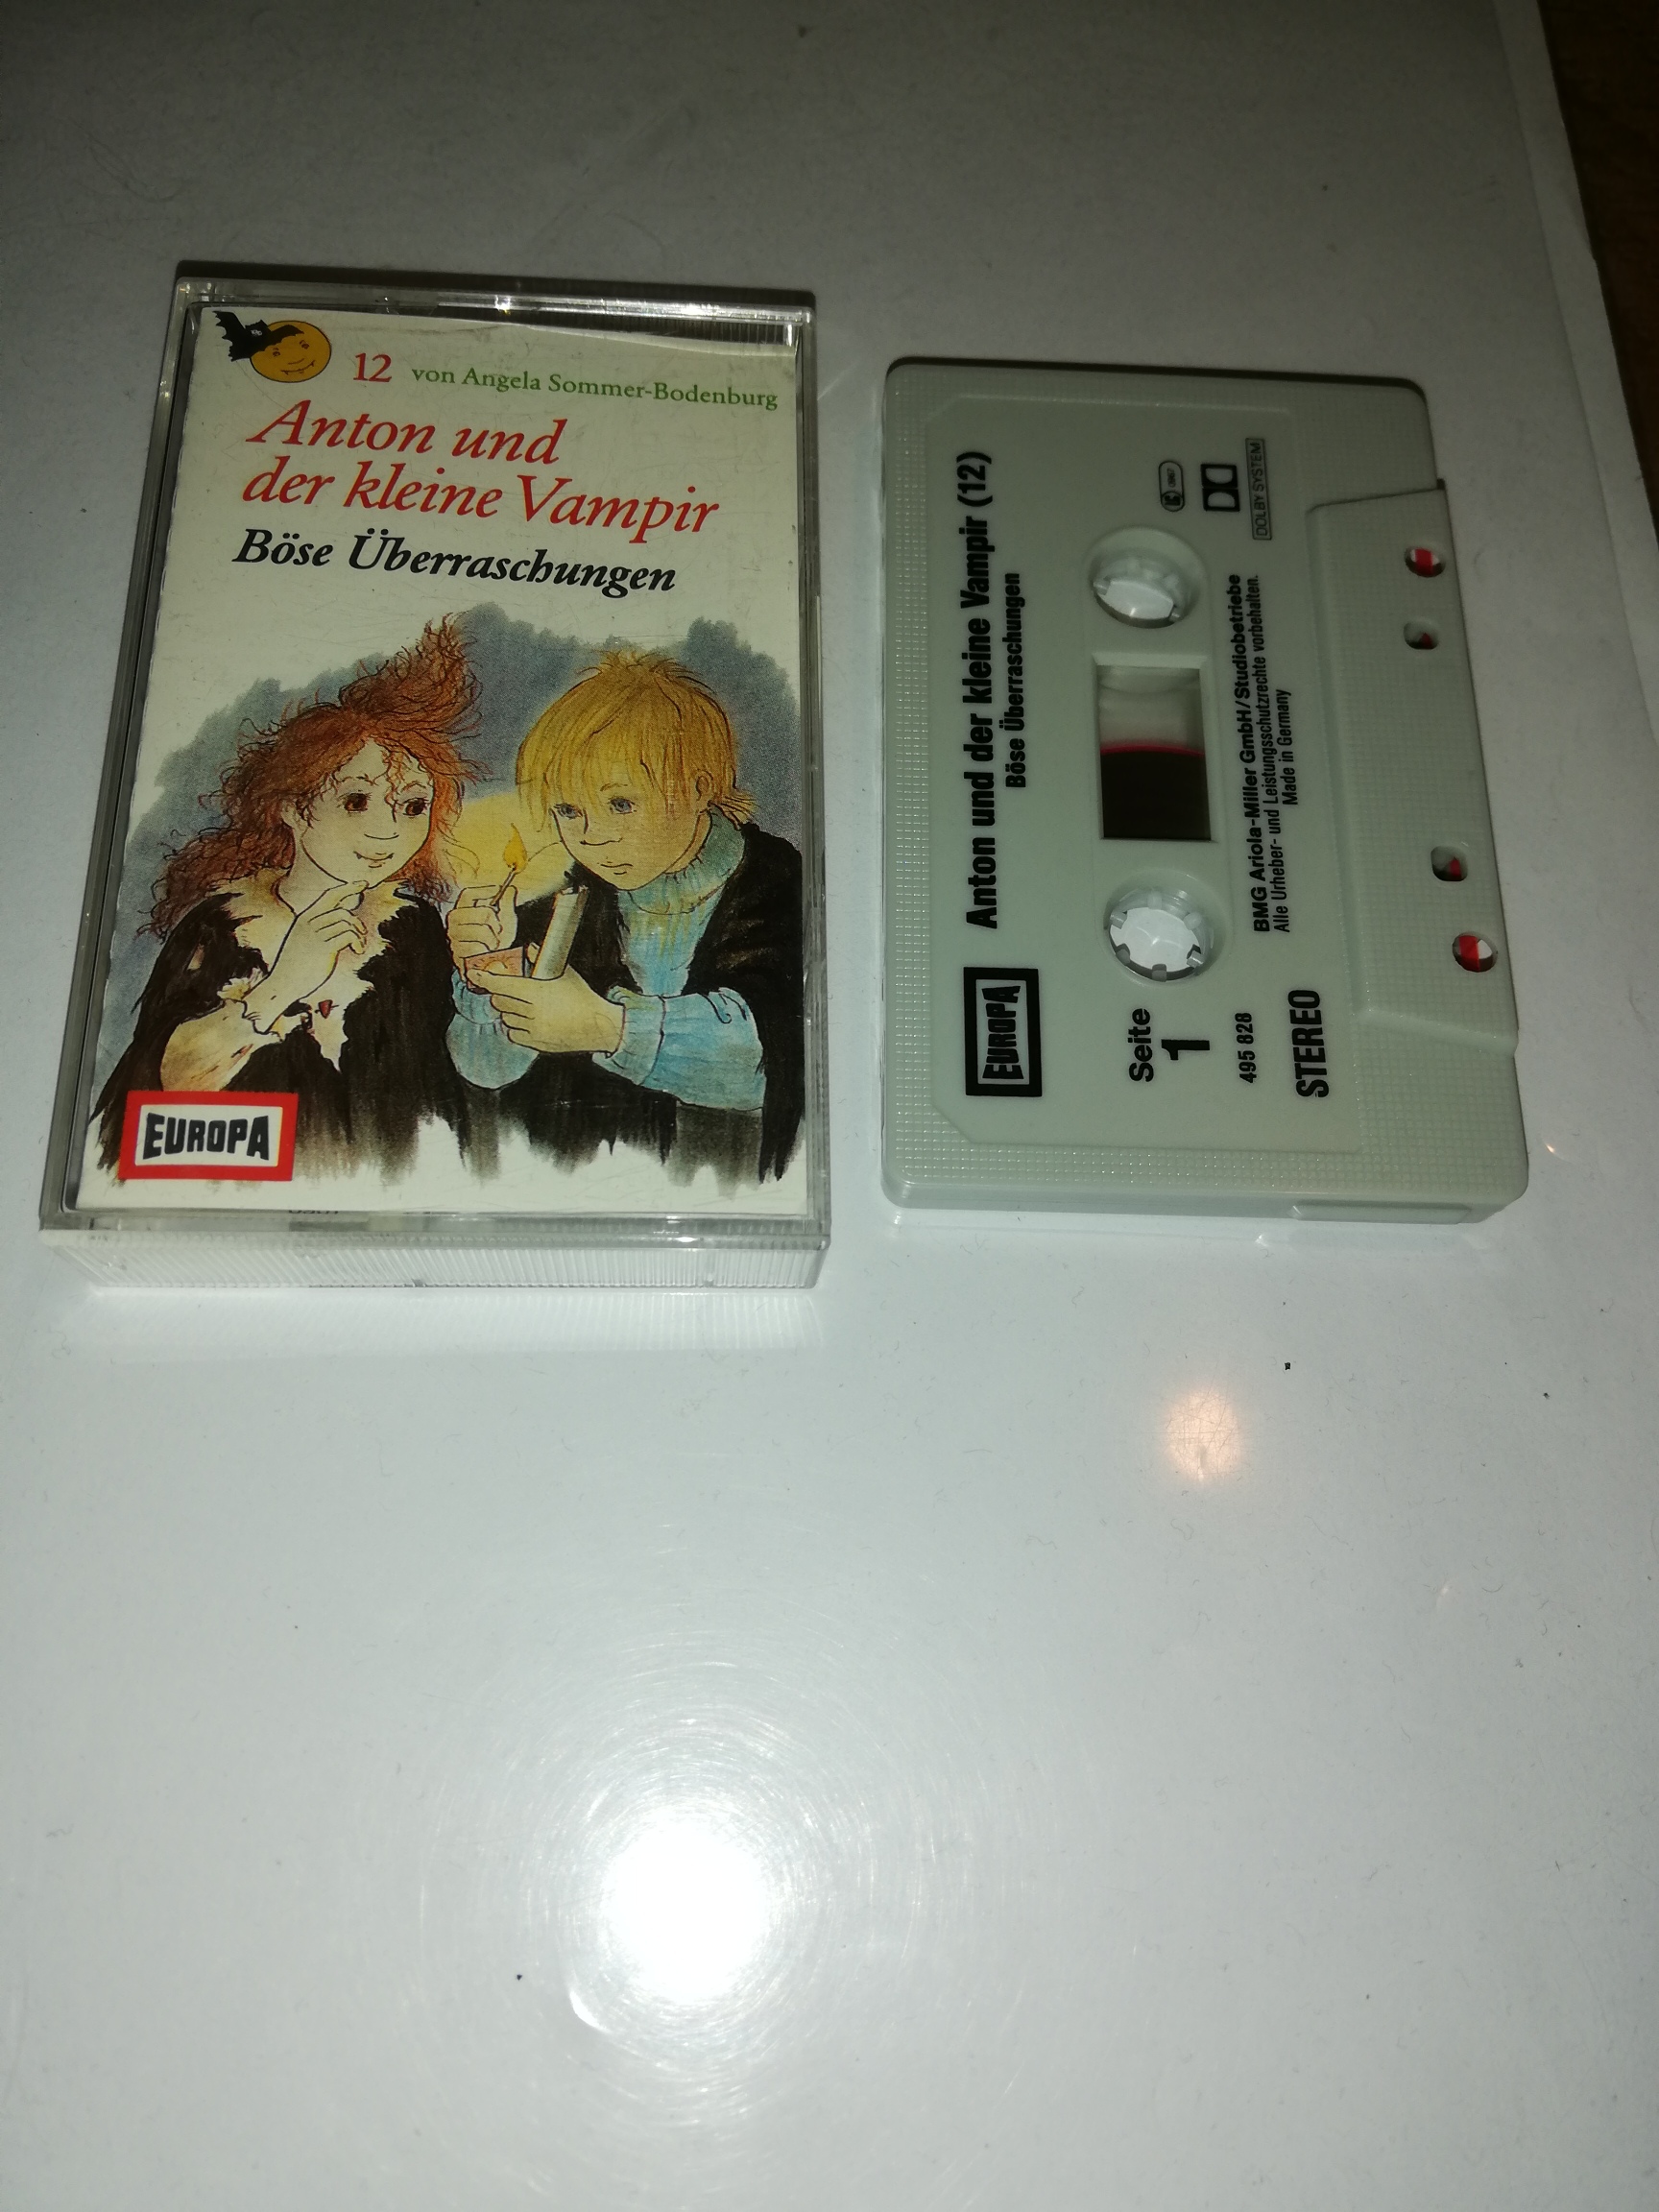 12 von Angela Sommer-Bodenburg
Anton und
der kleine Vampir
Böse Überraschungen
EUROPA
Anton und der kleine Vampir (12)
Böse Überraschungen
EUROPA
Seite
1
495 828
STEREO
DOLBY SYSTEM
BMG Ariola-Miller GmbH/Studiobetriebe
Alle Urheber- und Leistungsschutzrechte vorbehalten.
Made in Germany